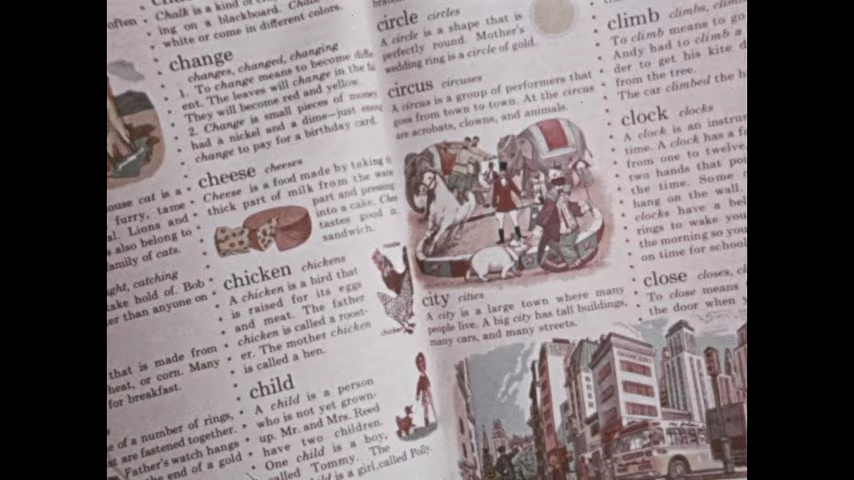 often
Chalk is a kind of
ing on a blackboard.
white or come in different colors.
change
changes, changed, changing
1. To change means to become
ent. The leaves will change in the
They will become red and yellow.
2. Change is small pieces of money
had a nickel and a dime—just
change to pay for a birthday card.
cheese cheeses
Cheese is a food made by taking
thick part of milk from the
part and pressing
into a cake.
tastes good
sandwich.
cat is a
furry, tame
Lions and
also belong to
family of cats.
catching
hold of. Bob
than anyone on
chicken chickens
A chicken is a bird that
is raised for its eggs
and meat. The father
chicken is called a roost-
er. The mother chicken
is called a hen.
rooster
chicken
that is made from
or corn. Many
for breakfast.
child
A child is a person
who is not yet grown-
up. Mr. and Mrs. Reed
have two children.
One child is a boy,
called Tommy. The
child is a girl, called Polly.
of a number of rings,
are fastened together.
Father's watch hangs
end of a gold
circle circles
A circle is a shape that is
perfectly round. Mother's
wedding ring is a circle of gold.
circus circuses
A circus is a group of performers that
goes from town to town. At the circus
are acrobats, clowns, and animals.
city cities
A city is a large town where many
people live. A big city has tall buildings,
many cars, and many streets.
climb climbs,
To climb means to go
Andy had to climb a
der to get his kite
from the tree.
The car climbed the
clock clocks
A clock is an
time. A clock has a
from one to twelve,
two hands that
the time. Some
hang on the wall.
clocks have a
rings to wake you
the morning so you
on time for school
close closes,
To close means
the door when